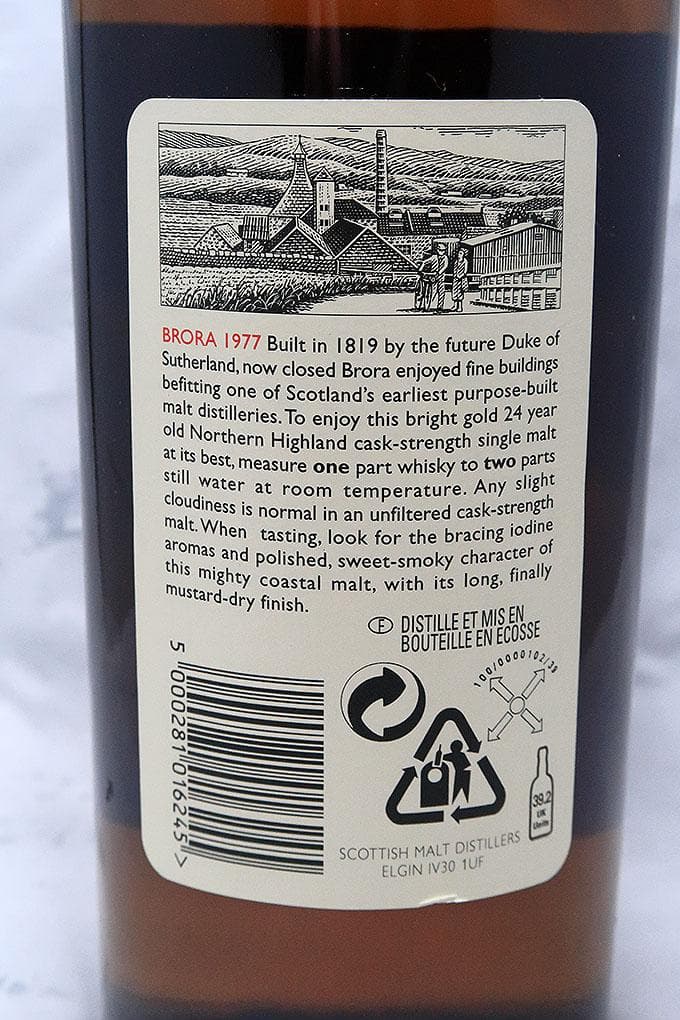 BRORA 1977 Built in 1819 by the future Duke of
Sutherland, now closed Brora enjoyed fine buildings
befitting one of Scotland's earliest purpose-built
malt distilleries. To enjoy this bright gold 24 year
old Northern Highland cask-strength single malt
at its best, measure one part whisky to two parts
still water at room temperature. Any slight
cloudiness is normal in an unfiltered cask-strength
malt. When tasting, look for the bracing iodine
aromas and polished, sweet-smoky character of
this mighty coastal malt, with its long, finally
mustard-dry finish.
E DISTILLE ET MIS EN
BOUTEILLE EN ECOSSE
100/0000102/39
5 000281 016245 >
39.2
UK
Units
SCOTTISH MALT DISTILLERS
ELGIN IV30 1UF